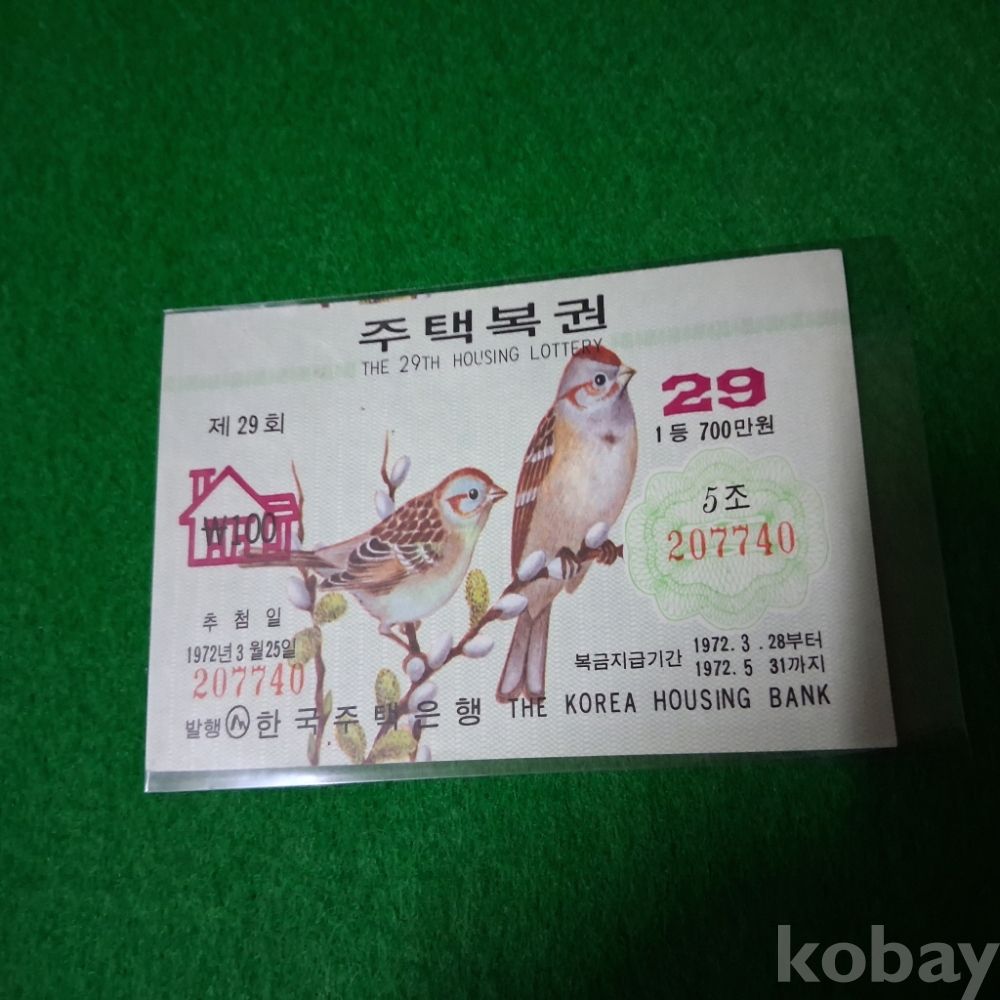 주택복권
THE 29TH HOUSING LOTTERY
29
1등 700만원
제29회
₩100
5조
207740
추첨일
1972년3월25일
207740
복금지급기간 1972. 3 . 28부터
1972. 5 31까지
발행 한국주택은행 THE KOREA HOUSING BANK
kobay